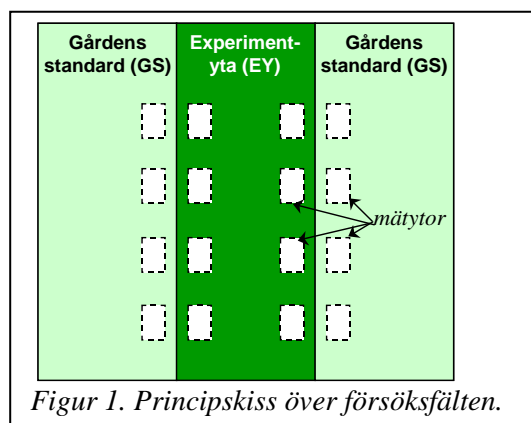 Gårdens
standard (GS)
Experiment-
yta (EY)
Gårdens
standard (GS)
mätytor
Figur 1. Principskiss över försöksfälten.